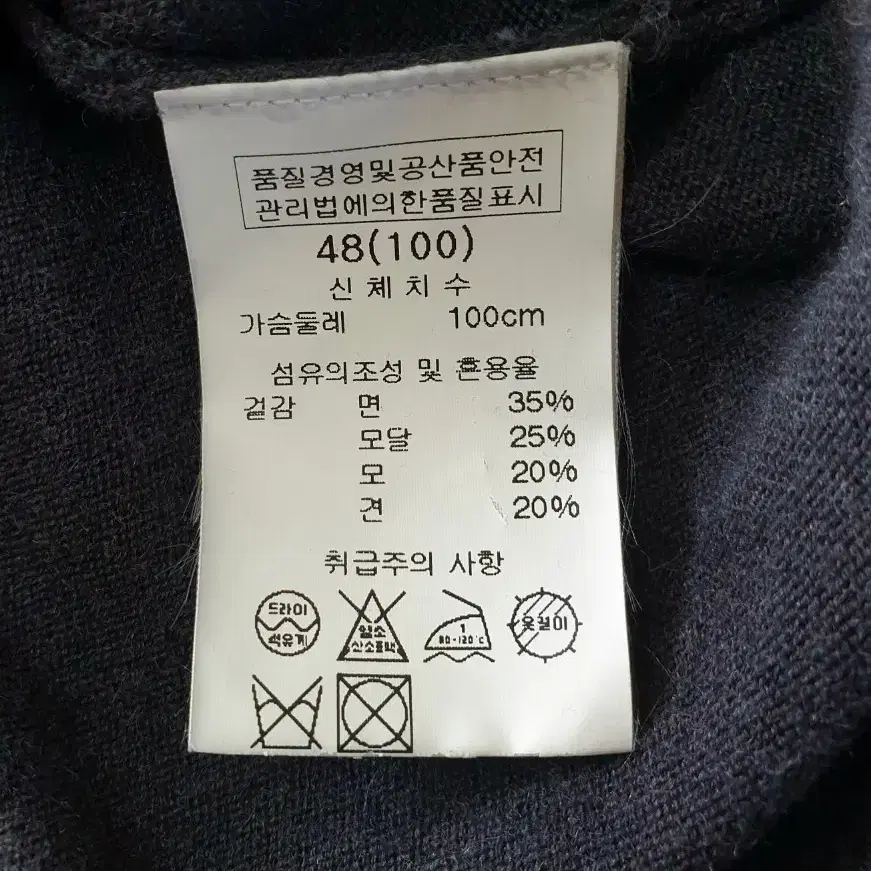 품질경영및공산품안전
관리법에의한품질표시
48(100)
신체치수
가슴둘레 100cm
섬유의조성 및 혼용율
겉감 면 35%
모달 25%
모 20%
견 20%
취급주의 사항
드라이
석유계
염소
산소표백
1
80-120℃
옷걸이